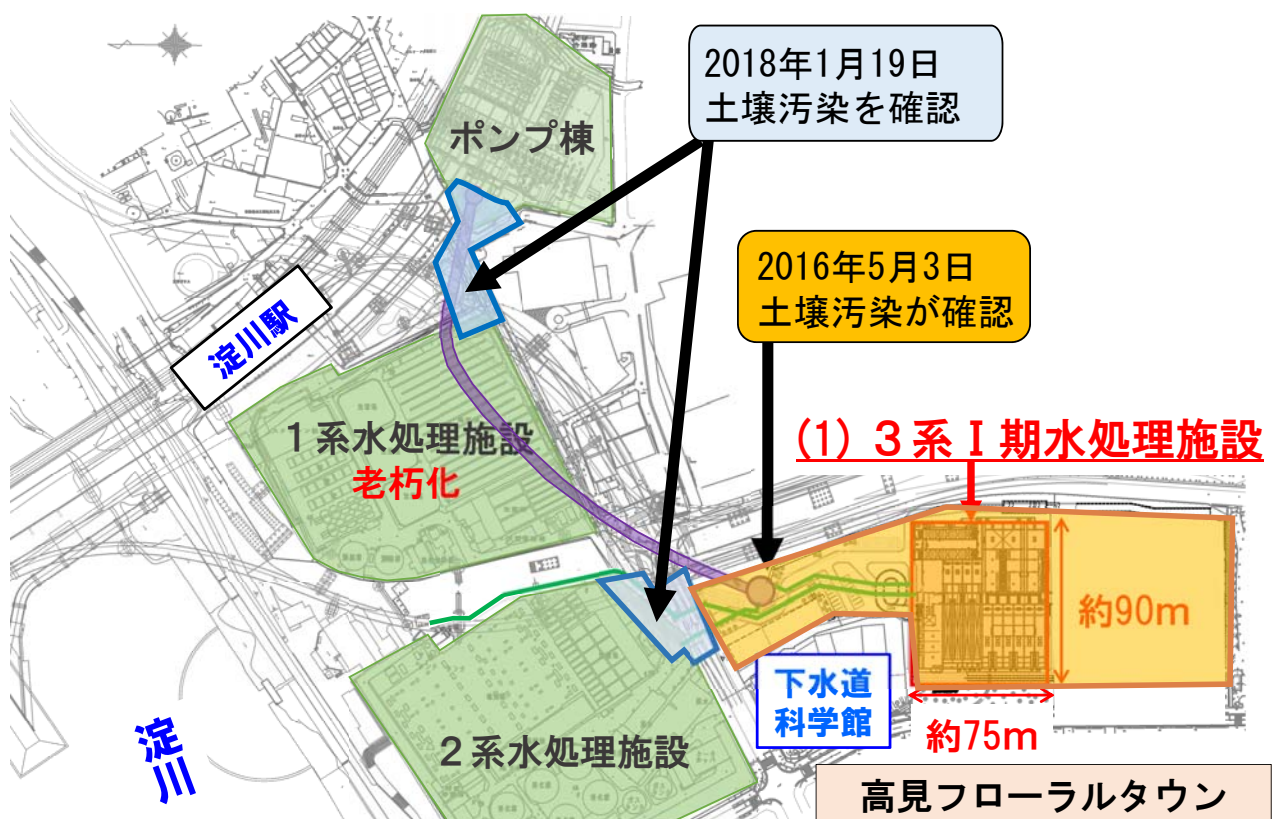 2018年1月19日
土壌汚染を確認
ポンプ棟
2016年5月3日
土壌汚染が確認
淀川駅
(1) 3系Ⅰ期水処理施設
1系水処理施設
老朽化
約90m
下水道
科学館
約75m
淀川
2系水処理施設
高見フローラルタウン